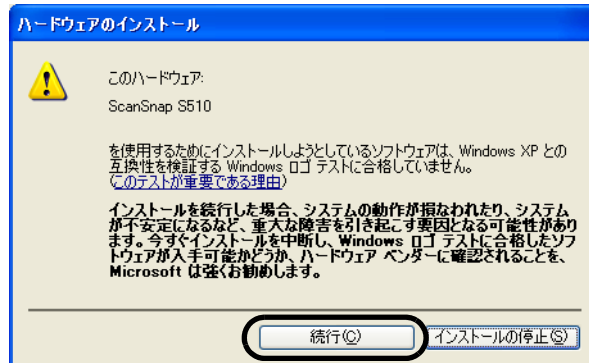 ハードウェアのインストール
このハードウェア:
ScanSnap S510
を使用するためにインストールしようとしているソフトウェアは、Windows XP との
互換性を検証する Windows ロゴ テストに合格していません。
(このテストが重要である理由)
インストールを続行した場合、システムの動作が損なわれたり、システム
が不安定になるなど、重大な障害を引き起こす要因となる可能性があり
ます。今すぐインストールを中断し、Windows ロゴ テストに合格したソフ
トウェアが入手可能かどうか、ハードウェア ベンダーに確認されることを、
Microsoft は強くお勧めします。
続行(C) インストールの停止(S)